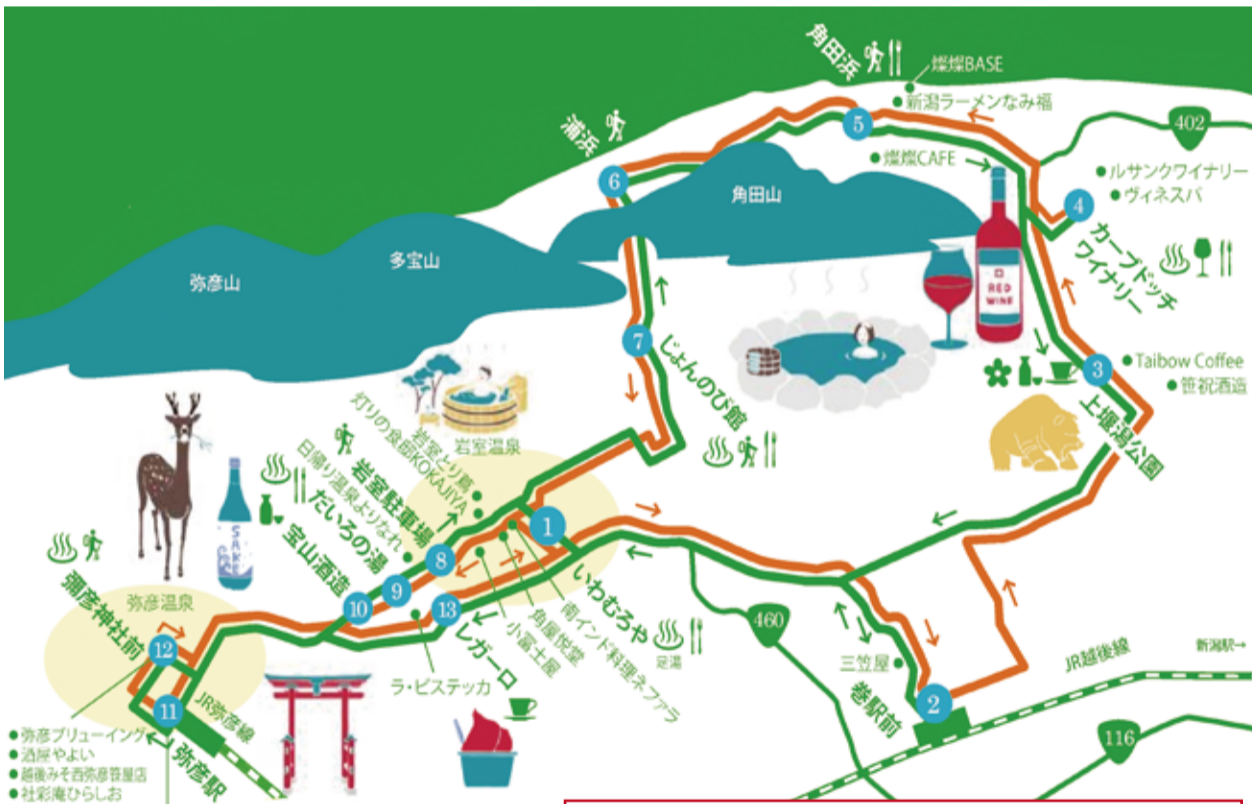 角田浜
燦燦BASE
新潟ラーメンなみ福
浦浜
5
402
燦燦CAFE
6
角田山
ルサンクワイナリー
ヴィネスパ
4
カーブドッチ
ワイナリー
多宝山
弥彦山
RED
WINE
7
じょんのび館
3
Taibow Coffee
笹祝酒造
上堰潟公園
岩室温泉
岩室とり蔦
灯りの食邸KOKAJIYA
岩室駐車場
日帰り温泉よりなれ
だいろの湯
宝山酒造
SAKE
1
8
9
10
13
いわむろや
足湯
南インド料理ネファラ
角屋悦堂
小冨士屋
レガーロ
ラ・ビステッカ
弥彦温泉
彌彦神社前
12
11
JR弥彦線
弥彦駅
弥彦ブリューイング
酒屋やよい
越後みそ西弥彦笹屋店
社彩庵ひらしお
460
三笠屋
巻駅前
2
JR越後線
新潟駅→
116